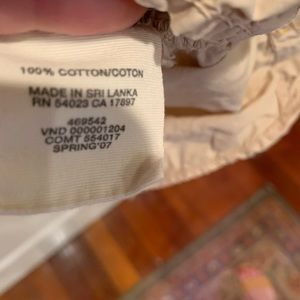 100% COTTON/COTON
MADE IN SRI LANKA
RN 54023 CA 17897
469542
VND 000001204
COMT 554017
SPRING'07